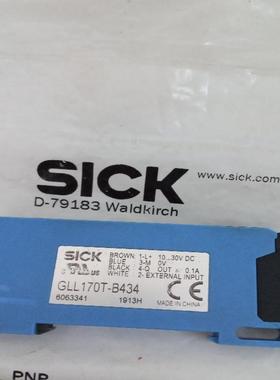 SICK
www.sick.com
D-79183 Waldkirch
SICK
BROWN: 1-L+ 10...30V DC
BLUE: 3-M 0V
BLACK: 4-Q OUT 0.1A
WHITE: 2- EXTERNAL INPUT
GLL170T-B434
6063341 1913H
MADE IN CHINA
PNP